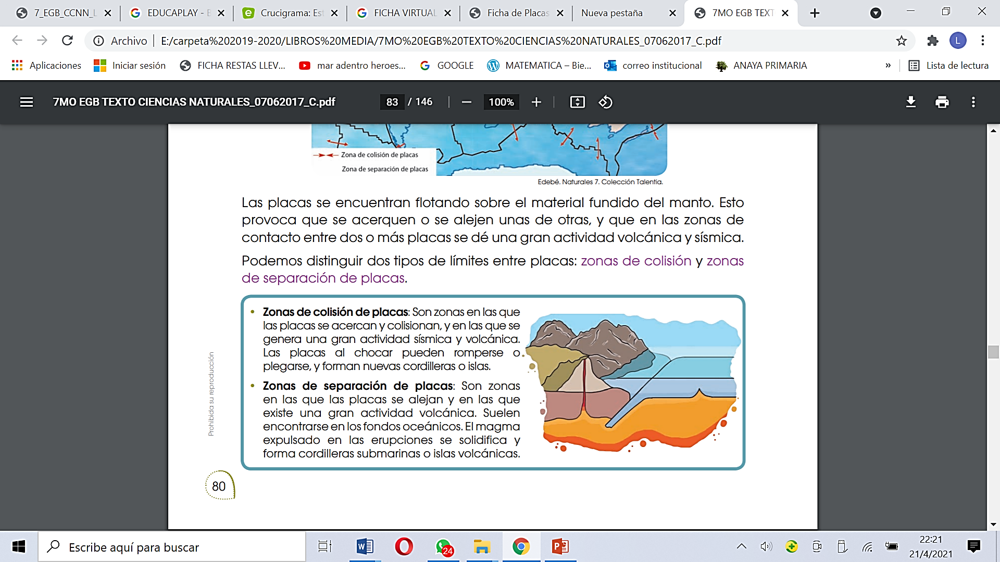 7_EGB_CCNN_L
EDUCAPLAY - B
Crucigrama: Est
FICHA VIRTUAL
Ficha de Placas
Nueva pestaña
7MO EGB TEXT
Archivo
E:/carpeta%202019-2020/LIBROS%20MEDIA/7MO%20EGB%20TEXTO%20CIENCIAS%20NATURALES_07062017_C.pdf
L
Aplicaciones
Iniciar sesión
FICHA RESTAS LLEV...
mar adentro heroes...
GOOGLE
MATEMATICA – Bie...
correo institucional
ANAYA PRIMARIA
»
Lista de lectura
7MO EGB TEXTO CIENCIAS NATURALES_07062017_C.pdf
83 / 146
100%
Zona de colisión de placas
Zona de separación de placas
Edebé. Naturales 7. Colección Talentia.
Las placas se encuentran flotando sobre el material fundido del manto. Esto
provoca que se acerquen o se alejen unas de otras, y que en las zonas de
contacto entre dos o más placas se dé una gran actividad volcánica y sísmica.
Podemos distinguir dos tipos de límites entre placas: zonas de colisión y zonas
de separación de placas.
• Zonas de colisión de placas: Son zonas en las que
las placas se acercan y colisionan, y en las que se
genera una gran actividad sísmica y volcánica.
Las placas al chocar pueden romperse o
plegarse, y forman nuevas cordilleras o islas.
• Zonas de separación de placas: Son zonas
en las que las placas se alejan y en las que
existe una gran actividad volcánica. Suelen
encontrarse en los fondos oceánicos. El magma
expulsado en las erupciones se solidifica y
forma cordilleras submarinas o islas volcánicas.
Prohibida su reproducción
80
Escribe aquí para buscar
24
22:21
21/4/2021